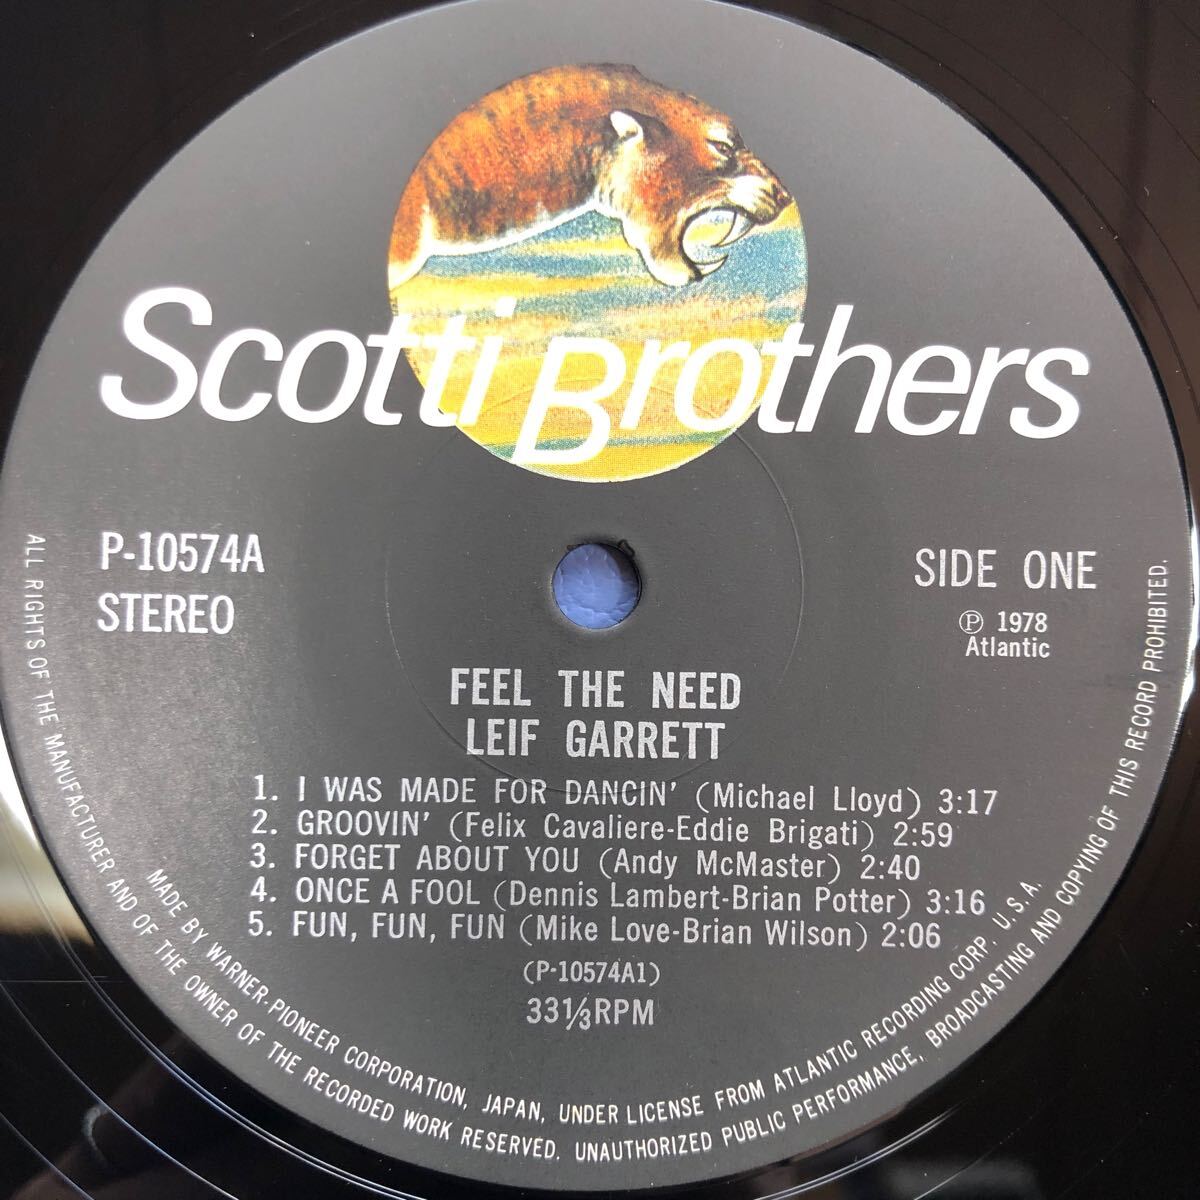 Scotti Brothers
P-10574A
STEREO
SIDE ONE
Ⓟ 1978
Atlantic
FEEL THE NEED
LEIF GARRETT
1. I WAS MADE FOR DANCIN' (Michael Lloyd) 3:17
2. GROOVIN' (Felix Cavaliere-Eddie Brigati) 2:59
3. FORGET ABOUT YOU (Andy McMaster) 2:40
4. ONCE A FOOL (Dennis Lambert-Brian Potter) 3:16
5. FUN, FUN, FUN (Mike Love-Brian Wilson) 2:06
(P-10574A1)
33⅓RPM
MADE BY WARNER-PIONEER CORPORATION, JAPAN, UNDER LICENSE FROM ATLANTIC RECORDING CORP. U.S.A.
ALL RIGHTS OF THE MANUFACTURER AND OF THE OWNER OF THE RECORDED WORK RESERVED. UNAUTHORIZED PUBLIC PERFORMANCE, BROADCASTING AND COPYING OF THIS RECORD PROHIBITED.